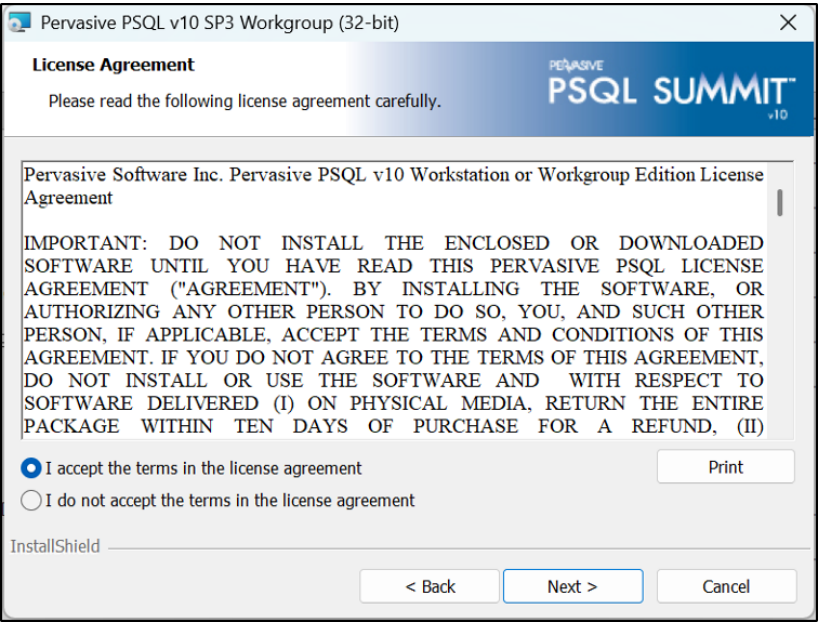 Pervasive PSQL v10 SP3 Workgroup (32-bit)
License Agreement
Please read the following license agreement carefully.
PERVASIVE
PSQL SUMMIT™
v10
Pervasive Software Inc. Pervasive PSQL v10 Workstation or Workgroup Edition License
Agreement
IMPORTANT: DO NOT INSTALL THE ENCLOSED OR DOWNLOADED
SOFTWARE UNTIL YOU HAVE READ THIS PERVASIVE PSQL LICENSE
AGREEMENT ("AGREEMENT"). BY INSTALLING THE SOFTWARE, OR
AUTHORIZING ANY OTHER PERSON TO DO SO, YOU, AND SUCH OTHER
PERSON, IF APPLICABLE, ACCEPT THE TERMS AND CONDITIONS OF THIS
AGREEMENT. IF YOU DO NOT AGREE TO THE TERMS OF THIS AGREEMENT,
DO NOT INSTALL OR USE THE SOFTWARE AND WITH RESPECT TO
SOFTWARE DELIVERED (I) ON PHYSICAL MEDIA, RETURN THE ENTIRE
PACKAGE WITHIN TEN DAYS OF PURCHASE FOR A REFUND, (II)
I accept the terms in the license agreement
Print
I do not accept the terms in the license agreement
InstallShield
< Back
Next >
Cancel